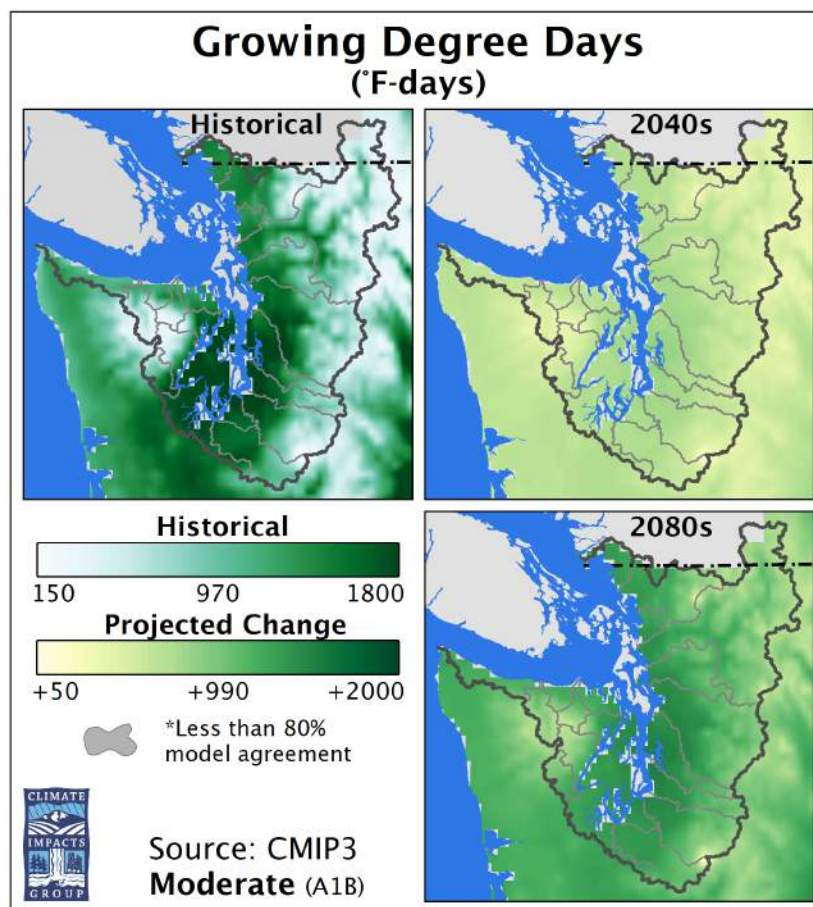 Growing Degree Days
(°F-days)
Historical
2040s
Historical
150 970 1800
Projected Change
+50 +990 +2000
*Less than 80%
model agreement
2080s
CLIMATE
IMPACTS
GROUP
Source: CMIP3
Moderate (A1B)